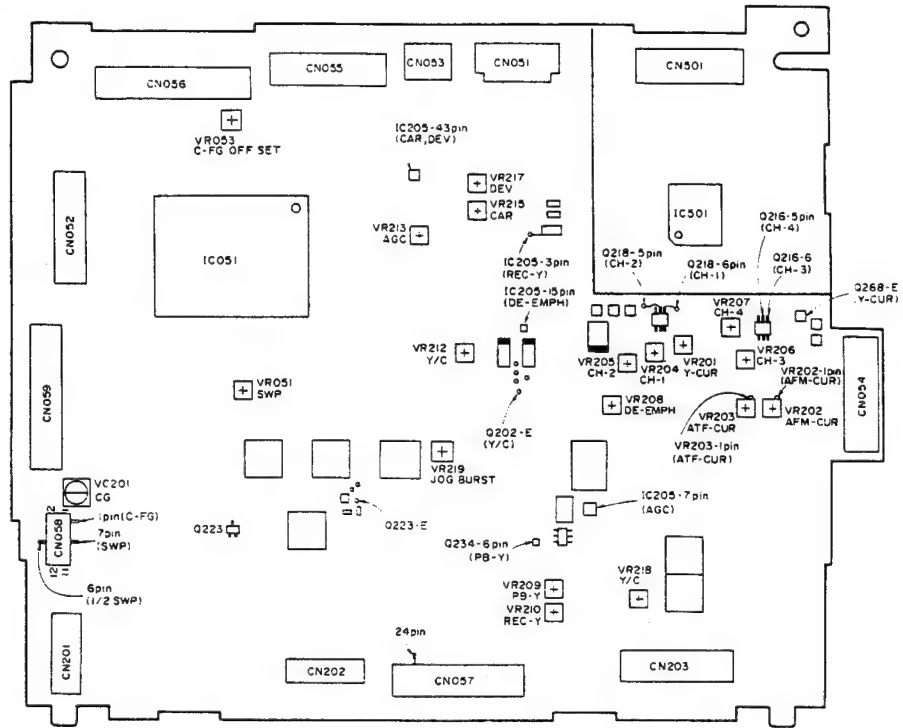 CN056
CN055
CN053
CN051
CN501
VR053
C-FG OFF SET
IC205-43pin
(CAR,DEV)
VR217
DEV
VR215
CAR
VR213
AGC
IC501
Q216-5pin
(CH-4)
CN052
IC051
IC205-3pin
(REC-Y)
Q218-5pin
(CH-2)
Q218-6pin
(CH-1)
Q216-6
(CH-3)
IC205-15pin
(DE-EMPH)
Q268-E
(Y-CUR)
VR207
CH-4
VR212
Y/C
VR205
CH-2
VR204
CH-1
VR201
Y-CUR
VR206
CH-3
VR202-1pin
(AFM-CUR)
CN059
VR051
SWP
CN054
VR208
DE-EMPH
VR203
ATF-CUR
VR202
AFM-CUR
Q202-E
(Y/C)
VR203-1pin
(ATF-CUR)
VR219
JOG BURST
VC201
CG
2
1
1pin(C-FG)
CN058
7pin
(SWP)
12
11
6pin
(1/2 SWP)
Q223
Q223-E
IC205-7pin
(AGC)
Q234-6pin
(PB-Y)
VR218
Y/C
VR209
PB-Y
VR210
REC-Y
CN201
24pin
CN202
CN057
CN203